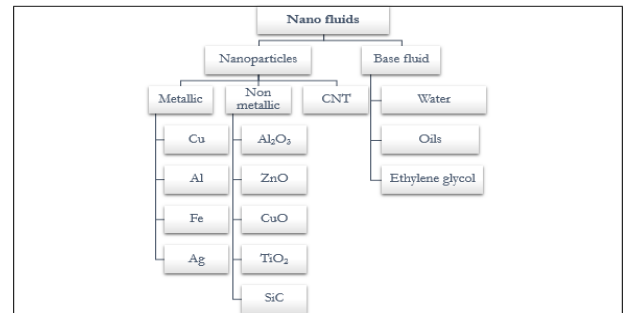 Nano fluids
Nanoparticles
Base fluid
Metallic
Non
metallic
CNT
Water
Cu
Al₂O₃
Oils
Al
ZnO
Ethylene glycol
Fe
CuO
Ag
TiO₂
SiC